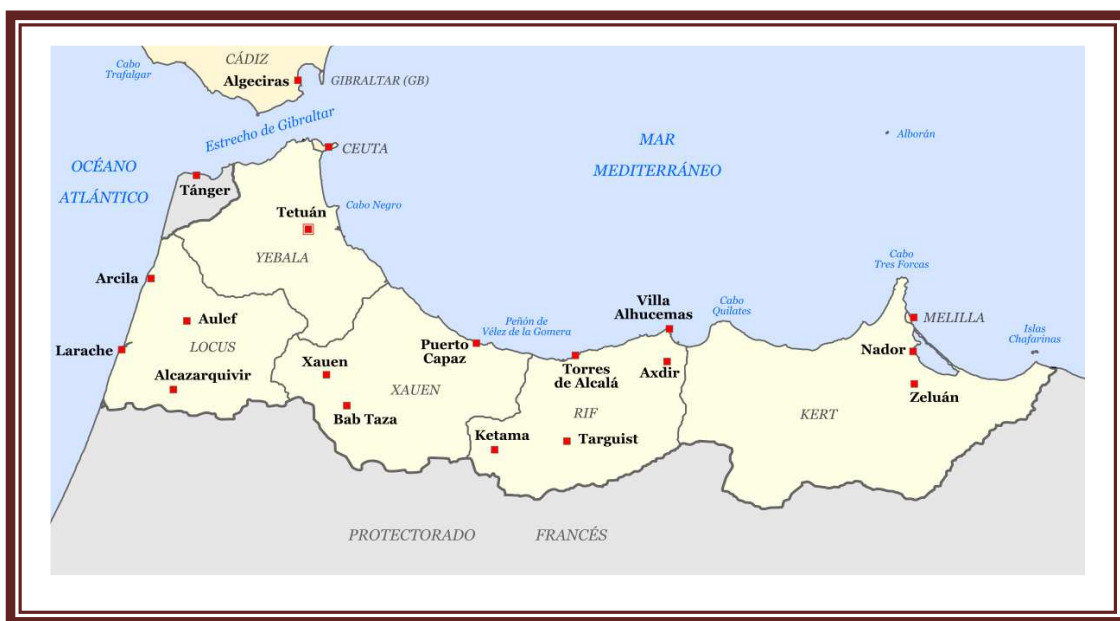 CÁDIZ
Cabo
Trafalgar
Algeciras
GIBRALTAR (GB)
Estrecho de Gibraltar
CEUTA
MAR
MEDITERRÁNEO
Alborán
OCÉANO
ATLÁNTICO
Tánger
Cabo Negro
Tetuán
YEBALA
Cabo
Tres Forcas
Arcila
Villa
Alhucemas
Cabo
Quilates
Aulef
Peñón de
Vélez de la Gomera
MELILLA
Islas
Chafarinas
Larache
LOCUS
Puerto
Capaz
Nador
Xauen
Torres
de Alcalá
Axdir
Alcazarquivir
XAUEN
Zeluán
Bab Taza
RIF
KERT
Ketama
Targuist
PROTECTORADO FRANCÉS